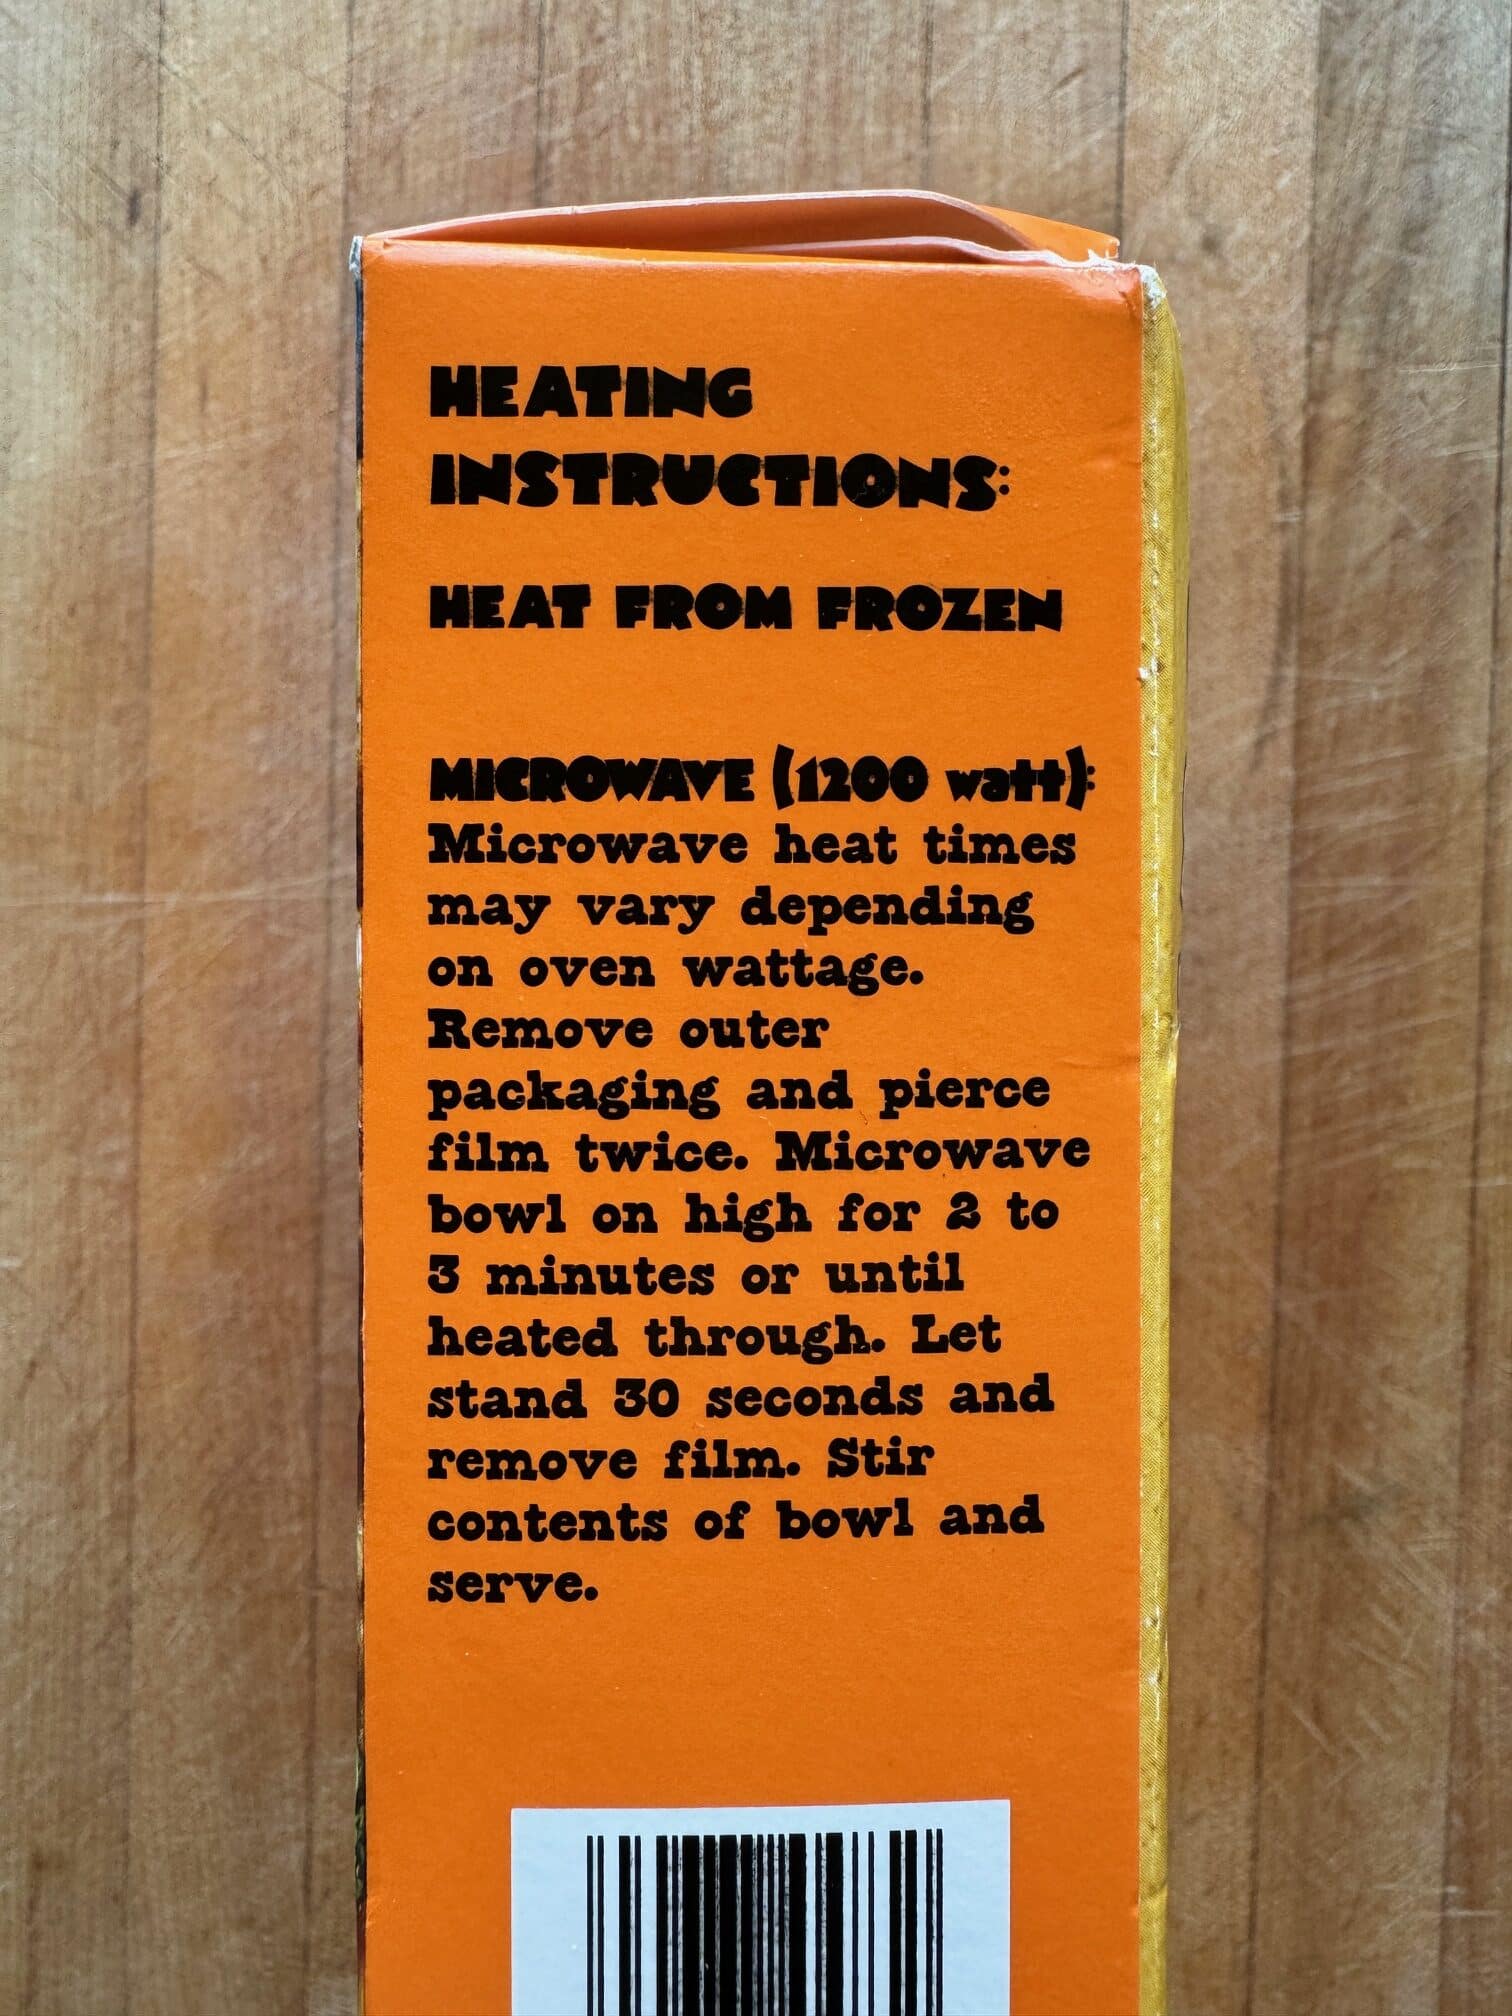 HEATING
INSTRUCTIONS:
HEAT FROM FROZEN
MICROWAVE (1200 watt):
Microwave heat times
may vary depending
on oven wattage.
Remove outer
packaging and pierce
film twice. Microwave
bowl on high for 2 to
3 minutes or until
heated through. Let
stand 30 seconds and
remove film. Stir
contents of bowl and
serve.